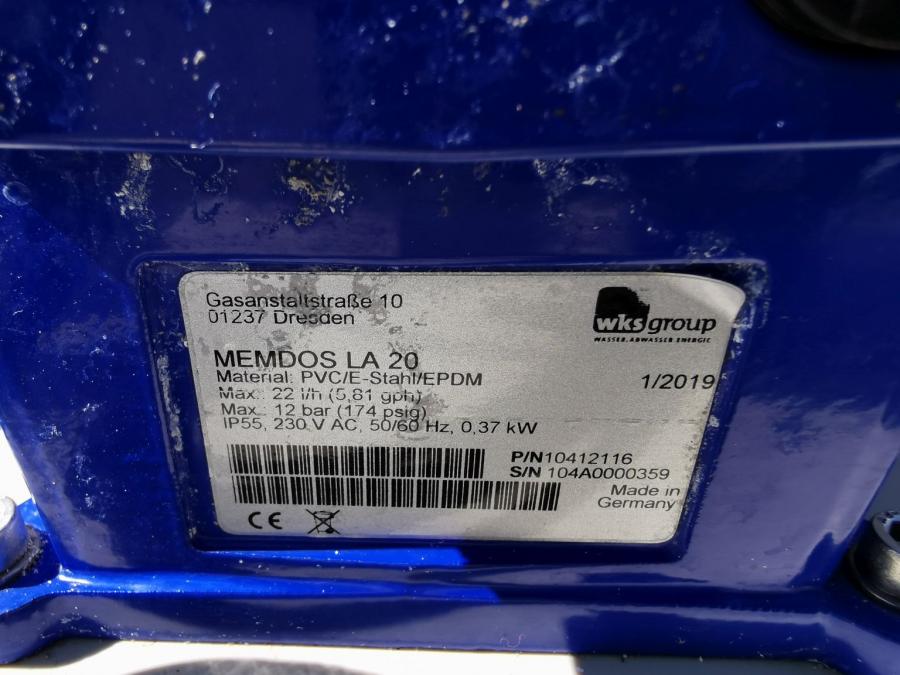 Gasanstaltstraße 10
01237 Dresden
wksgroup
WASSER.ABWASSER.ENERGIE
MEMDOS LA 20
Material: PVC/E-Stahl/EPDM
1/2019
Max.: 22 l/h (5,81 gph)
Max.: 12 bar (174 psig)
IP55, 230 V AC, 50/60 Hz, 0,37 kW
P/N10412116
S/N 104A0000359
Made in
Germany
CE